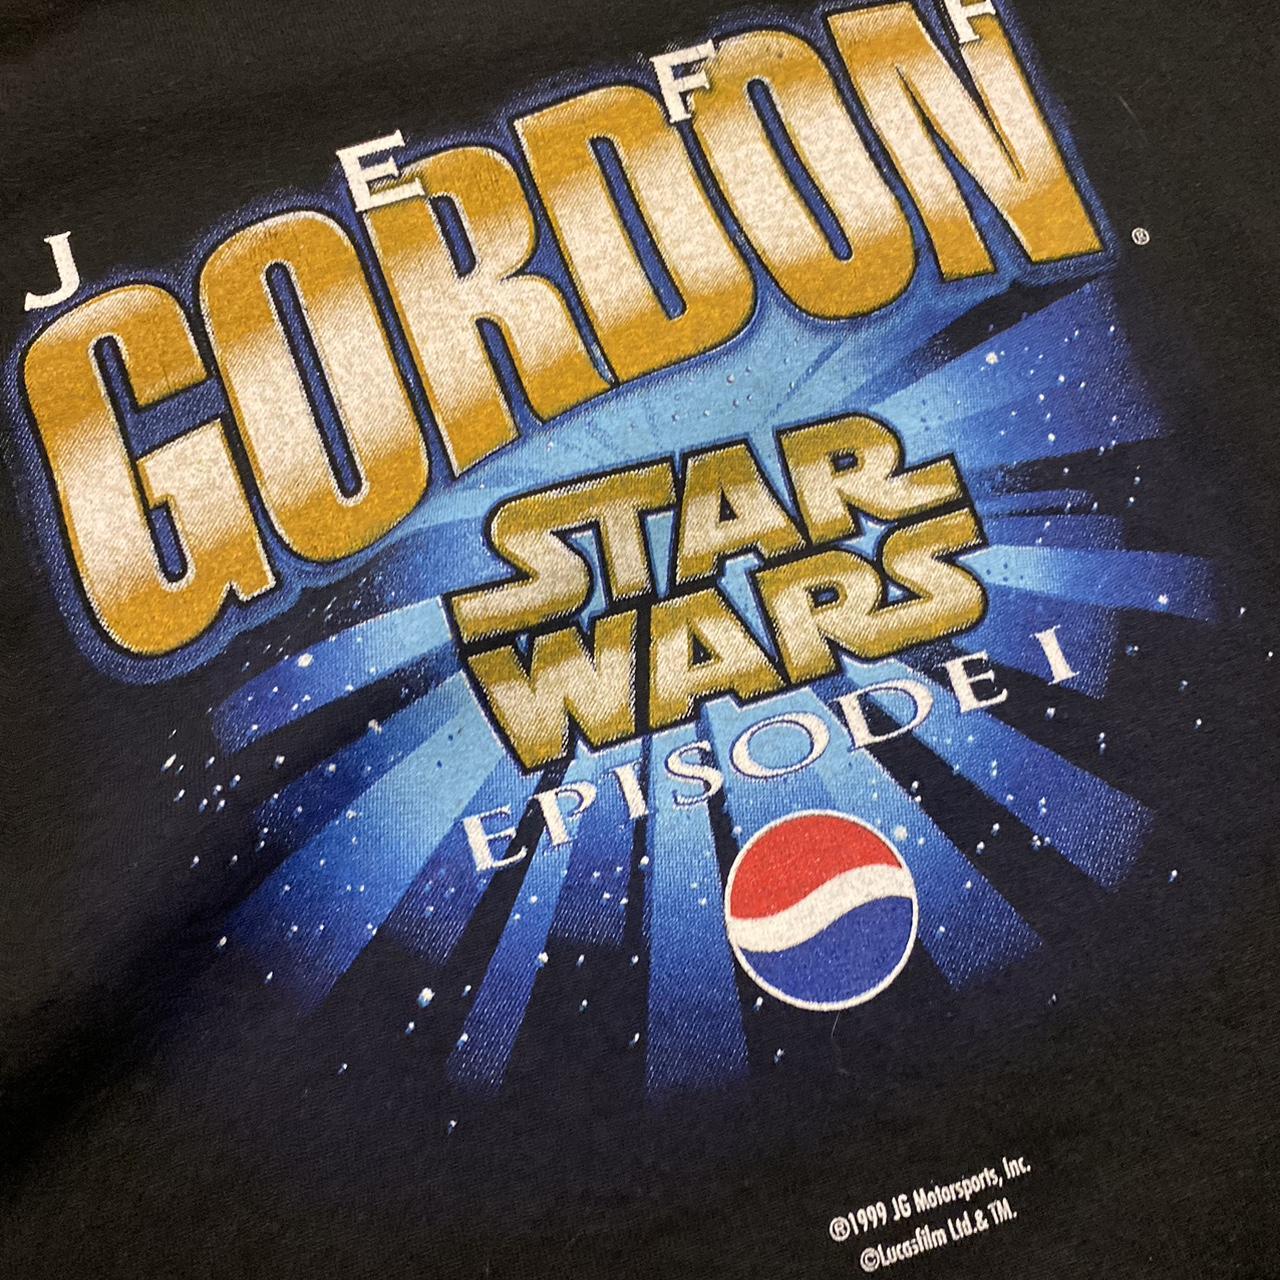 JEFF
GORDON®
STAR
WARS
EPISODE I
®1999 JG Motorsports, Inc.
©Lucasfilm Ltd.& TM.